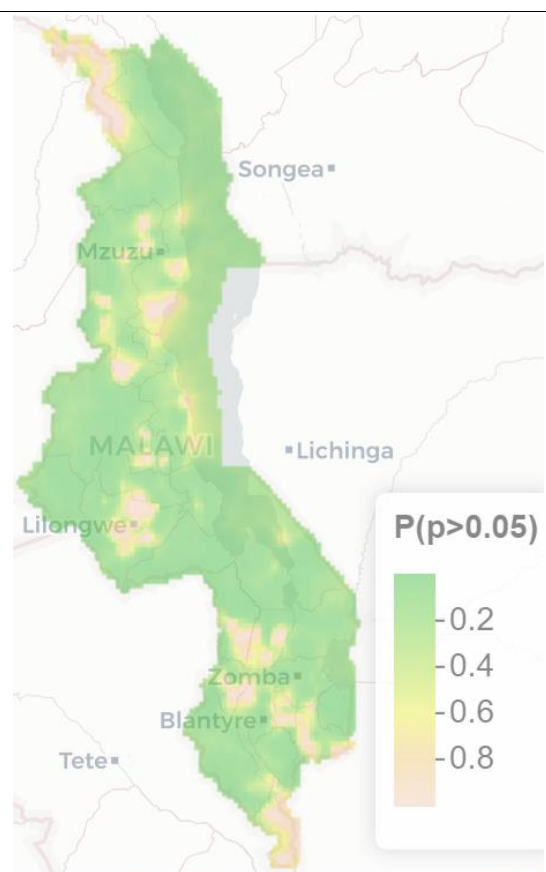 Songea
Mzuzu
MALAWI
Lichinga
Lilongwe
P(p>0.05)
0.2
0.4
Zomba
0.6
Blantyre
0.8
Tete